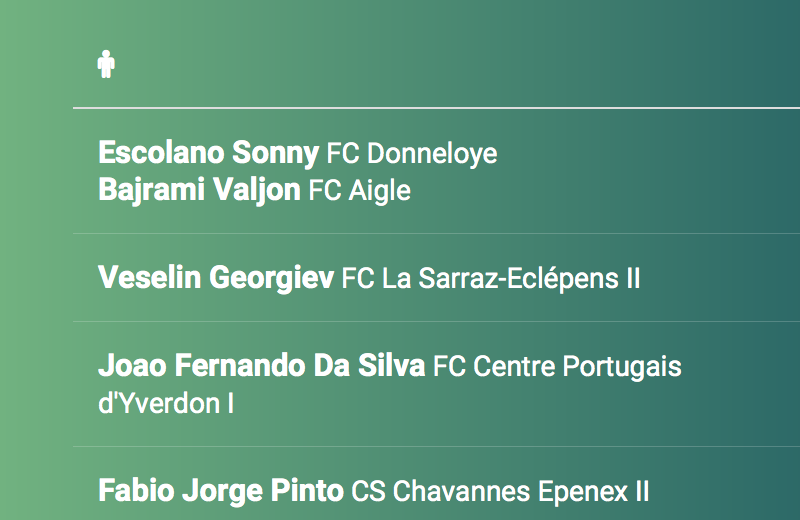 Escolano Sonny FC Donneloye
Bajrami Valjon FC Aigle
Veselin Georgiev FC La Sarraz-Eclépens II
Joao Fernando Da Silva FC Centre Portugais
d'Yverdon I
Fabio Jorge Pinto CS Chavannes Epenex II